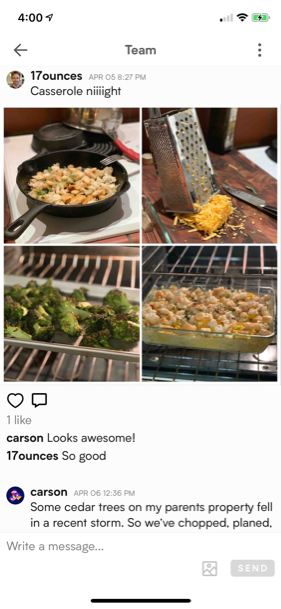 4:00
Team
17ounces APR 05 8:27 PM
Casserole niiiight
1 like
carson Looks awesome!
17ounces So good
carson APR 06 12:36 PM
Some cedar trees on my parents property fell
in a recent storm. So we've chopped, planed,
Write a message...
SEND